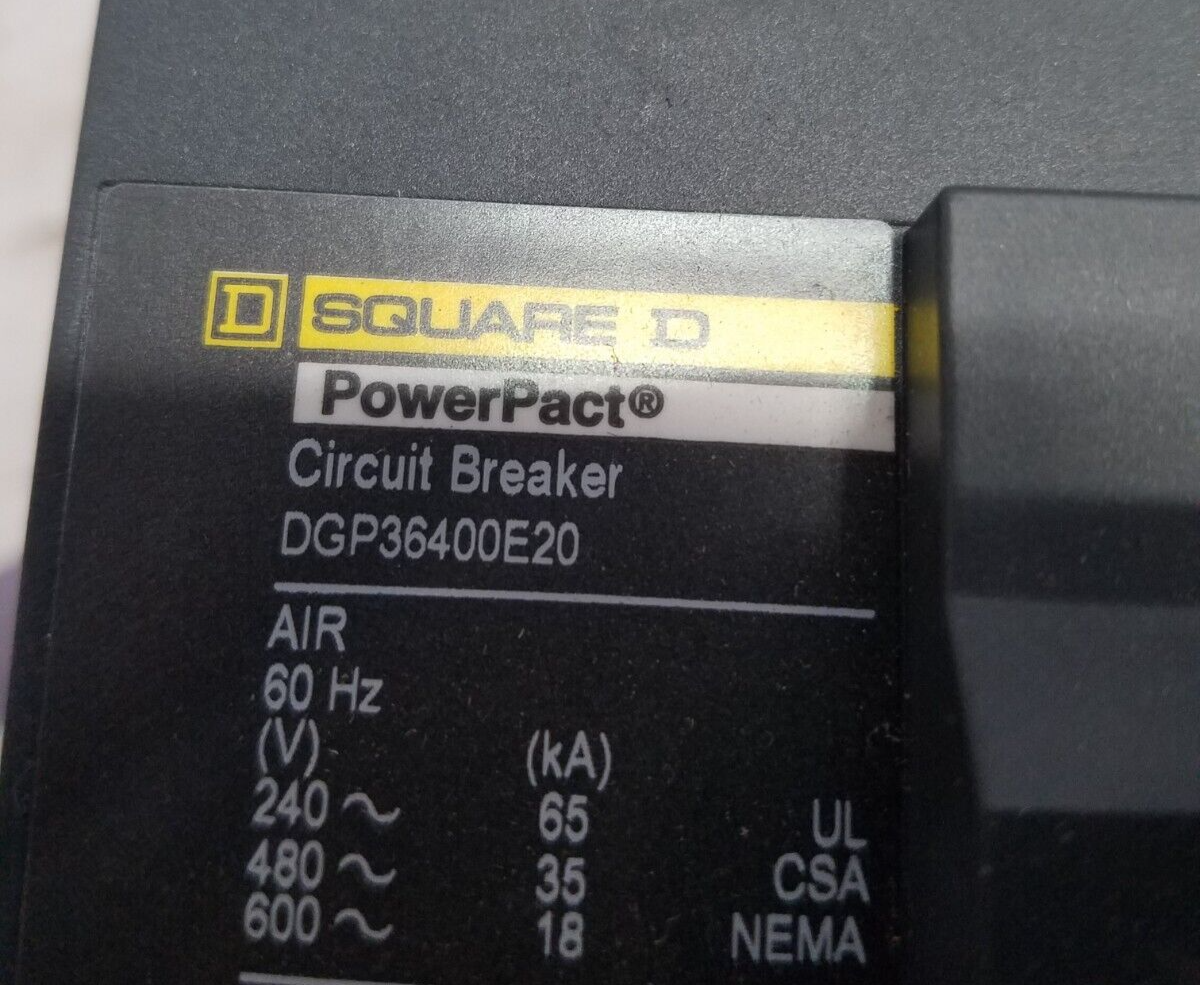 D SQUARE D
PowerPact®
Circuit Breaker
DGP36400E20
AIR
60 Hz
(V) (kA)
240 ~ 65 UL
480 ~ 35 CSA
600 ~ 18 NEMA